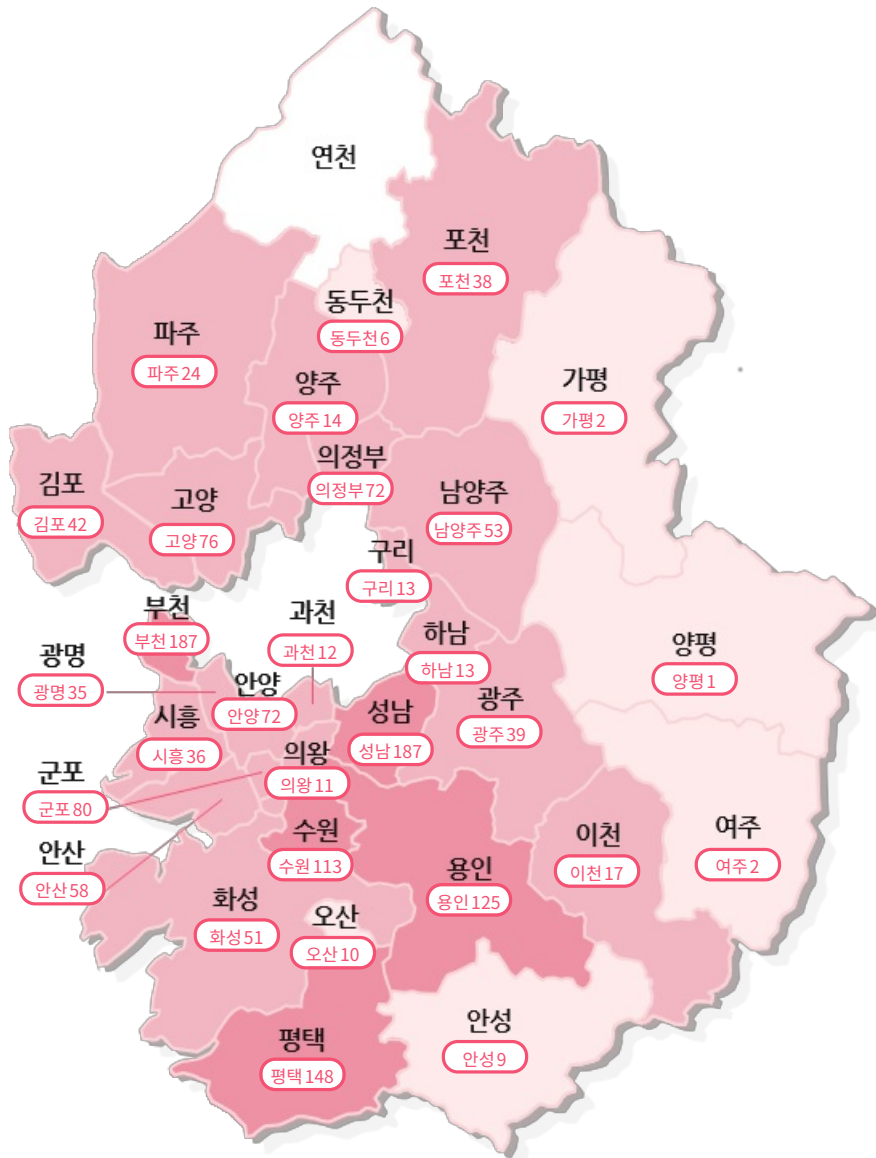 연천
포천
포천38
동두천
동두천6
파주
파주24
양주
양주14
가평
가평2
의정부
의정부72
김포
김포42
고양
고양76
남양주
남양주53
구리
구리13
부천
부천187
과천
과천12
하남
하남13
양평
양평1
광명
광명35
안양
안양72
시흥
시흥36
성남
성남187
광주
광주39
의왕
의왕11
군포
군포80
수원
수원113
이천
이천17
여주
여주2
안산
안산58
용인
용인125
화성
화성51
오산
오산10
안성
안성9
평택
평택148